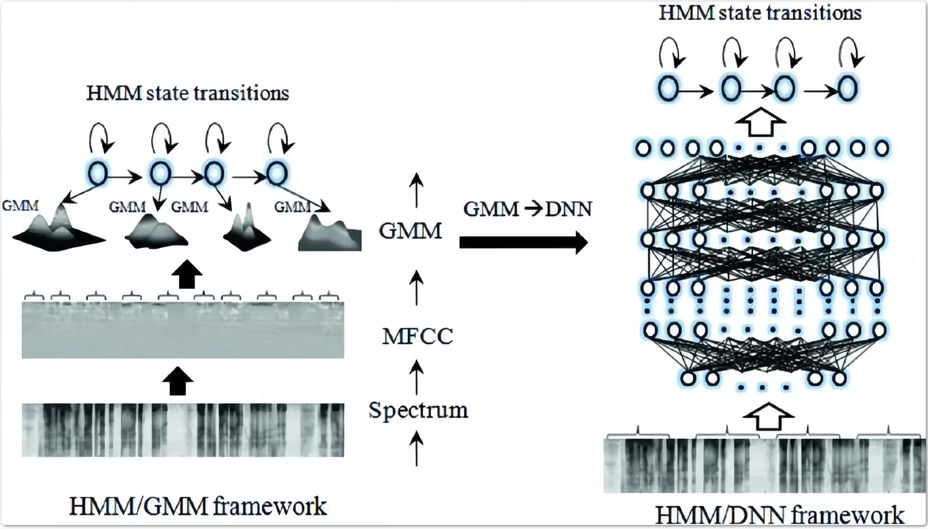 HMM state transitions
HMM state transitions
GMM
GMM
GMM
GMM
GMM
GMM →DNN
MFCC
Spectrum
HMM/GMM framework
HMM/DNN framework